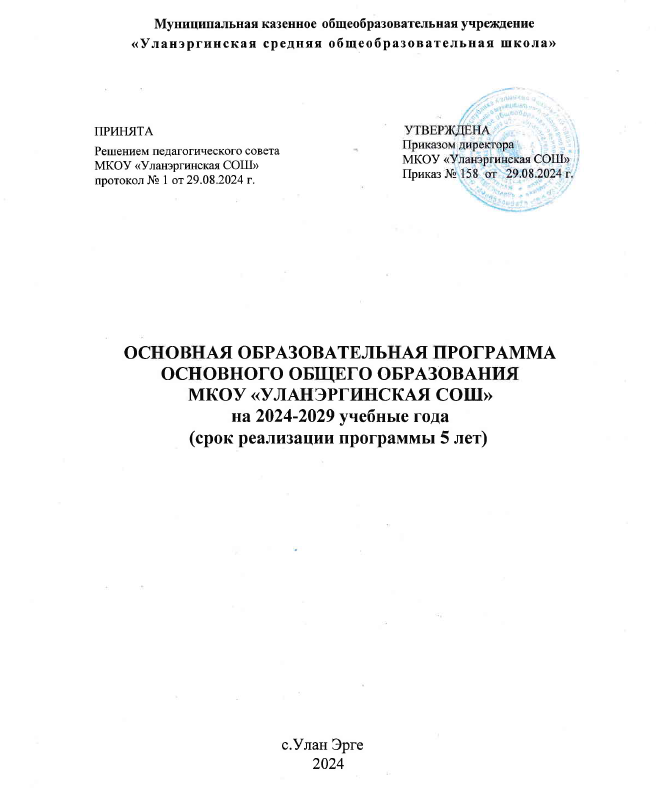 Муниципальная казенное общеобразовательная учреждение
«Уланэргинская средняя общеобразовательная школа»
ПРИНЯТА
Решением педагогического совета
МКОУ «Уланэргинская СОШ»
протокол № 1 от 29.08.2024 г.
УТВЕРЖДЕНА
Приказом директора
МКОУ «Уланэргинская СОШ»
Приказ № 158 от 29.08.2024 г.
ОСНОВНАЯ ОБРАЗОВАТЕЛЬНАЯ ПРОГРАММА
ОСНОВНОГО ОБЩЕГО ОБРАЗОВАНИЯ
МКОУ «УЛАНЭРГИНСКАЯ СОШ»
на 2024-2029 учебные года
(срок реализации программы 5 лет)
с.Улан Эрге
2024